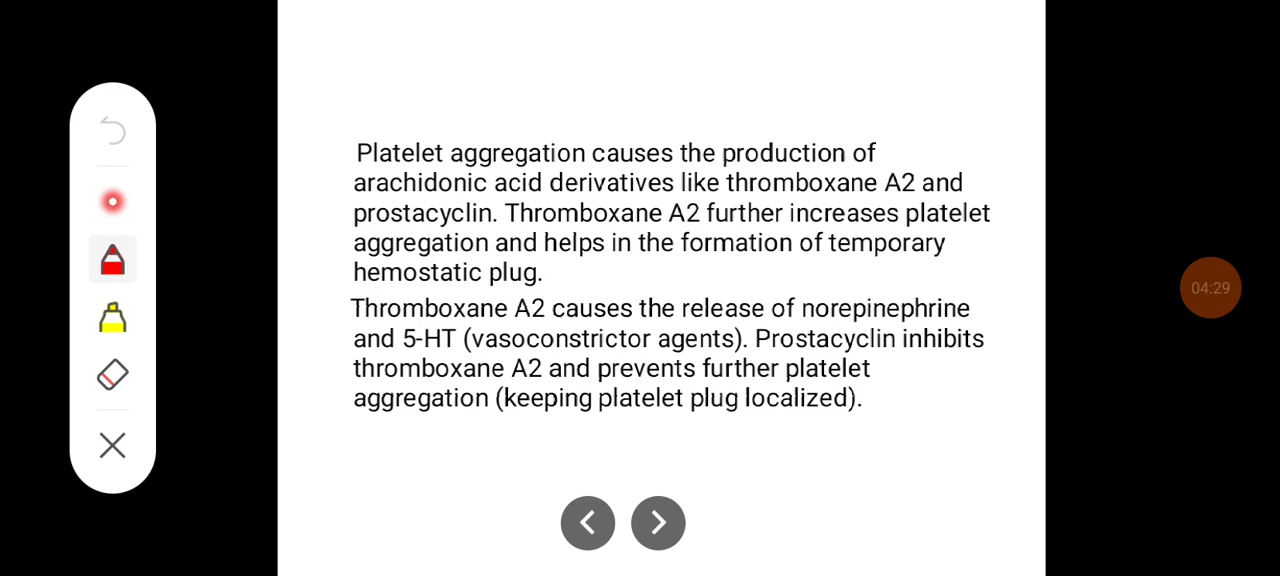 Platelet aggregation causes the production of
arachidonic acid derivatives like thromboxane A2 and
prostacyclin. Thromboxane A2 further increases platelet
aggregation and helps in the formation of temporary
hemostatic plug.
Thromboxane A2 causes the release of norepinephrine
and 5-HT (vasoconstrictor agents). Prostacyclin inhibits
thromboxane A2 and prevents further platelet
aggregation (keeping platelet plug localized).
04:29